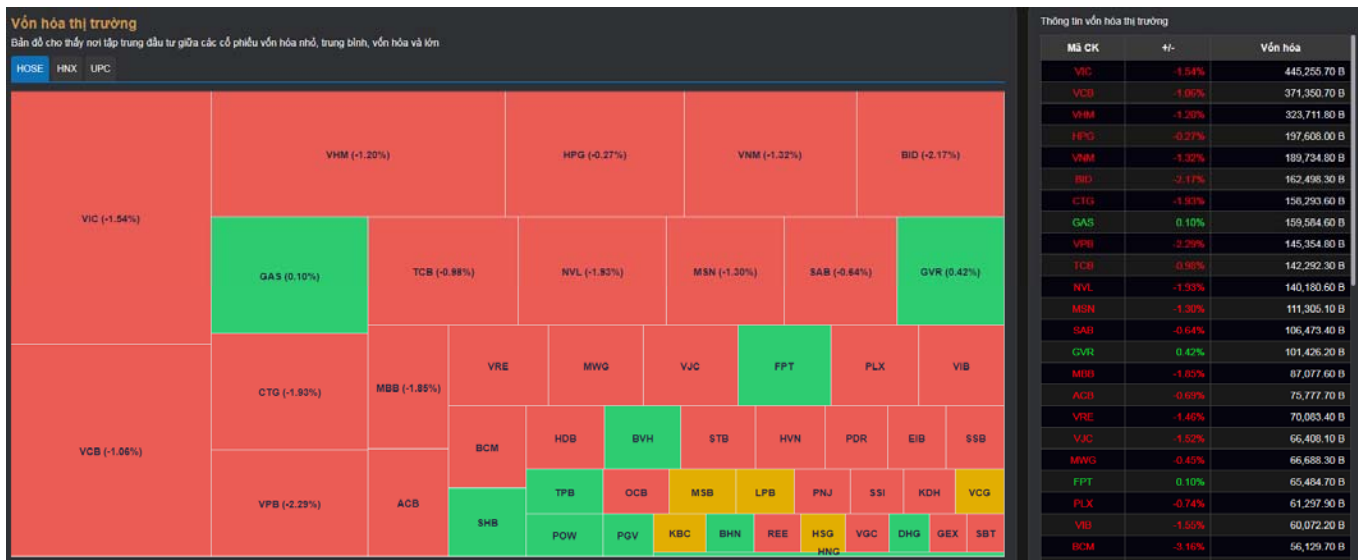 Vốn hóa thị trường
Bản đồ cho thấy nơi tập trung đầu tư giữa các cổ phiếu vốn hóa nhỏ, trung bình, vốn hóa và lớn
HOSE HNX UPC
VIC (-1.54%)
VHM (-1.20%)
HPG (-0.27%)
VNM (-1.32%)
BID (-2.17%)
GAS (0.10%)
TCB (-0.98%)
NVL (-1.93%)
MSN (-1.30%)
SAB (-0.64%)
GVR (0.42%)
VCB (-1.06%)
CTG (-1.93%)
MBB (-1.85%)
VRE
MWG
VJC
FPT
PLX
VIB
VPB (-2.29%)
ACB
BCM
HDB
BVH
STB
HVN
PDR
EIB
SSB
SHB
TPB
OCB
MSB
LPB
PNJ
SSI
KDH
VCG
POW
PGV
KBC
BHN
REE
HSG
VGC
DHG
GEX
SBT
HNG
Thông tin vốn hóa thị trường
Mã CK +/- Vốn hóa
VIC -1.54% 445,255.70 B
VCB -1.06% 371,350.70 B
VHM -1.20% 323,711.80 B
HPG -0.27% 197,608.00 B
VNM -1.32% 189,734.80 B
BID -2.17% 162,498.30 B
CTG -1.93% 158,293.60 B
GAS 0.10% 159,584.60 B
VPB -2.29% 145,354.80 B
TCB -0.98% 142,292.30 B
NVL -1.93% 140,180.60 B
MSN -1.30% 111,305.10 B
SAB -0.64% 106,473.40 B
GVR 0.42% 101,426.20 B
MBB -1.85% 87,077.60 B
ACB -0.69% 75,777.70 B
VRE -1.46% 70,083.40 B
VJC -1.52% 66,408.10 B
MWG -0.45% 66,688.30 B
FPT 0.10% 65,484.70 B
PLX -0.74% 61,297.90 B
VIB -1.55% 60,072.20 B
BCM -3.16% 56,129.70 B